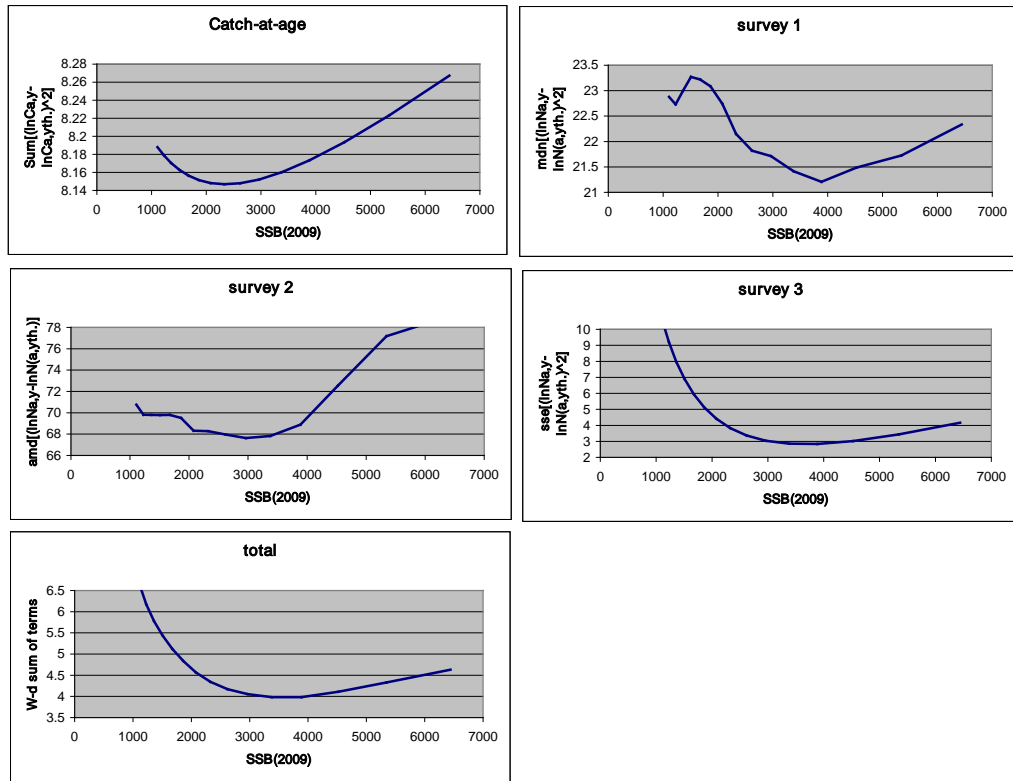 Catch-at-age
Sum[(lnCa,y-
lnCa,yth.)^2]
8.28
8.26
8.24
8.22
8.2
8.18
8.16
8.14
0 1000 2000 3000 4000 5000 6000 7000
SSB(2009)
survey 1
mdn[(lnNa,y-
lnN(a,yth.)^2]
23.5
23
22.5
22
21.5
21
0 1000 2000 3000 4000 5000 6000 7000
SSB(2009)
survey 2
amd[(lnNa,y-lnN(a,yth.)]
78
76
74
72
70
68
66
0 1000 2000 3000 4000 5000 6000 7000
SSB(2009)
survey 3
sse[(lnNa,y-
lnN(a,yth.)^2]
10
9
8
7
6
5
4
3
2
0 1000 2000 3000 4000 5000 6000 7000
SSB(2009)
total
W-d sum of terms
6.5
6
5.5
5
4.5
4
3.5
0 1000 2000 3000 4000 5000 6000 7000
SSB(2009)